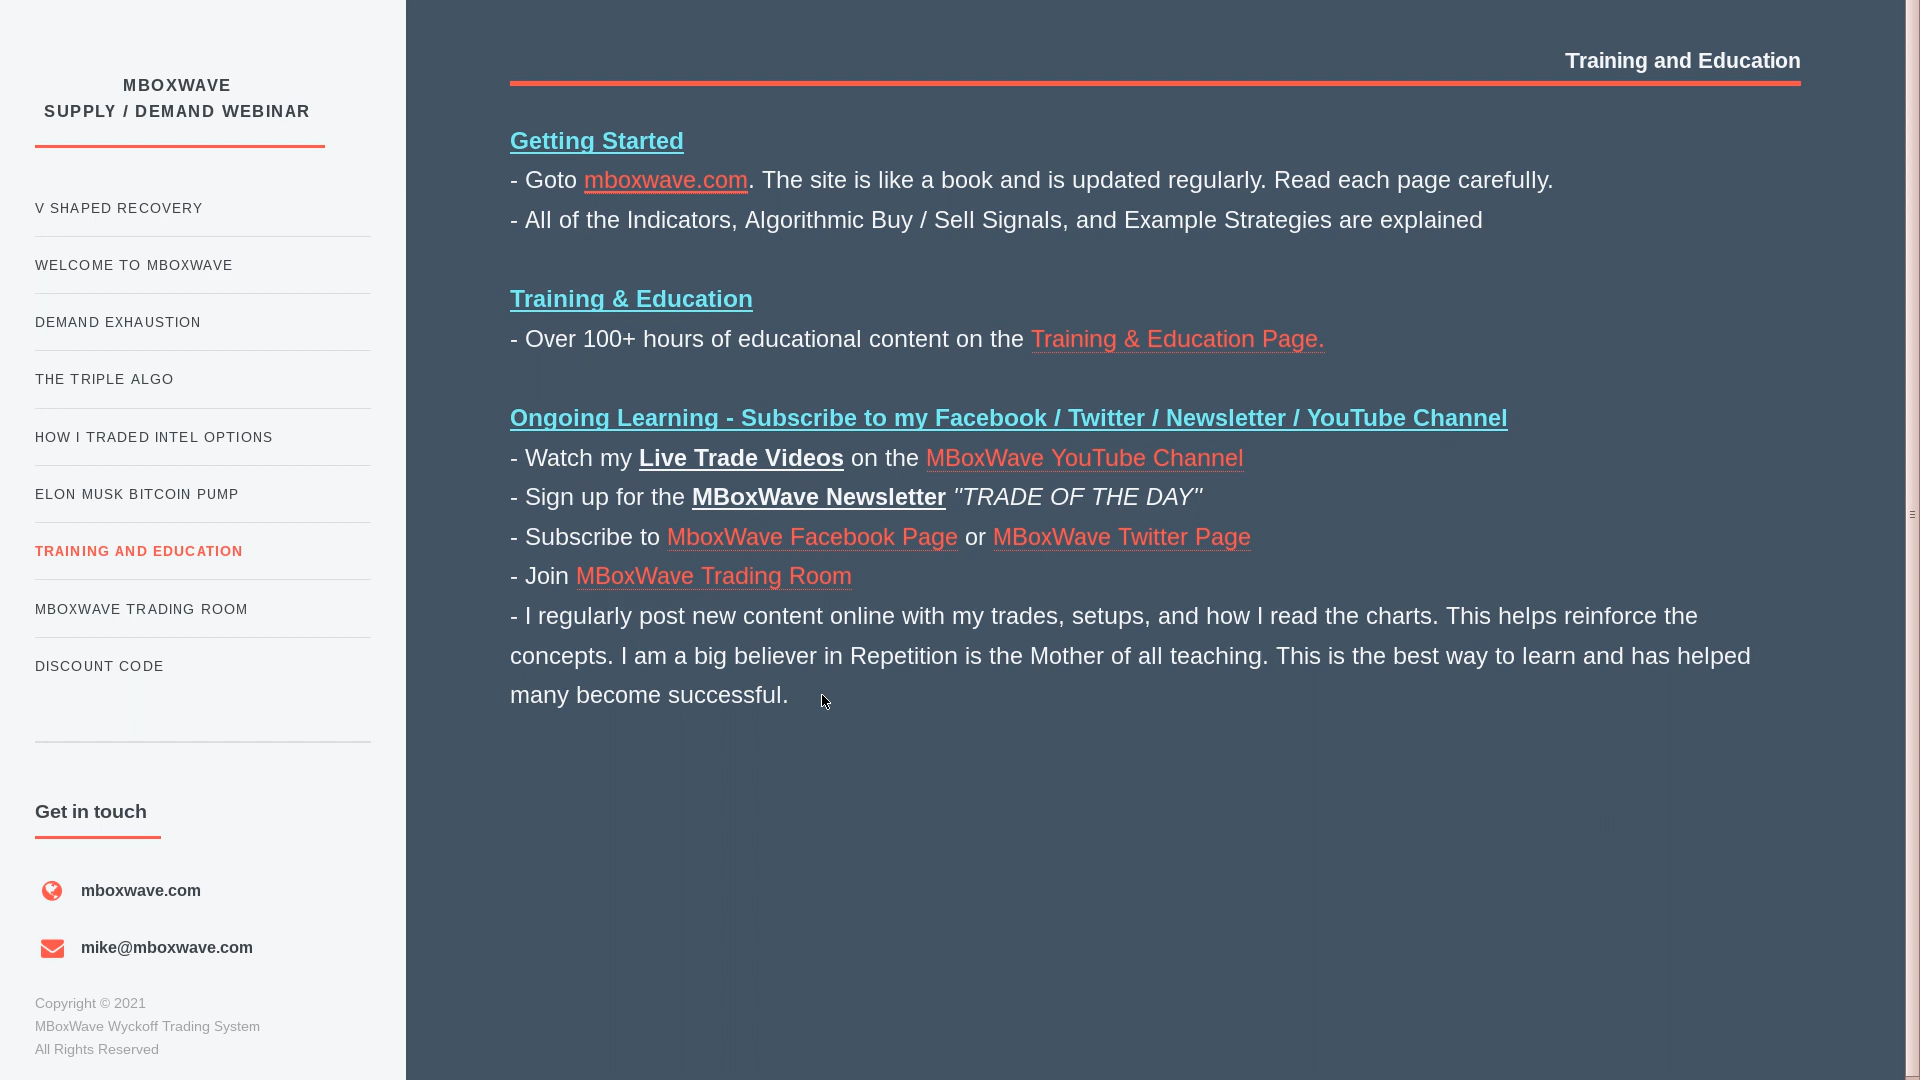 MBOXWAVE
SUPPLY / DEMAND WEBINAR
V SHAPED RECOVERY
WELCOME TO MBOXWAVE
DEMAND EXHAUSTION
THE TRIPLE ALGO
HOW I TRADED INTEL OPTIONS
ELON MUSK BITCOIN PUMP
TRAINING AND EDUCATION
MBOXWAVE TRADING ROOM
DISCOUNT CODE
Get in touch
mboxwave.com
mike@mboxwave.com
Copyright © 2021
MBoxWave Wyckoff Trading System
All Rights Reserved
Training and Education
Getting Started
- Goto mboxwave.com. The site is like a book and is updated regularly. Read each page carefully.
- All of the Indicators, Algorithmic Buy / Sell Signals, and Example Strategies are explained
Training & Education
- Over 100+ hours of educational content on the Training & Education Page.
Ongoing Learning - Subscribe to my Facebook / Twitter / Newsletter / YouTube Channel
- Watch my Live Trade Videos on the MBoxWave YouTube Channel
- Sign up for the MBoxWave Newsletter "TRADE OF THE DAY"
- Subscribe to MboxWave Facebook Page or MBoxWave Twitter Page
- Join MBoxWave Trading Room
- I regularly post new content online with my trades, setups, and how I read the charts. This helps reinforce the
concepts. I am a big believer in Repetition is the Mother of all teaching. This is the best way to learn and has helped
many become successful.